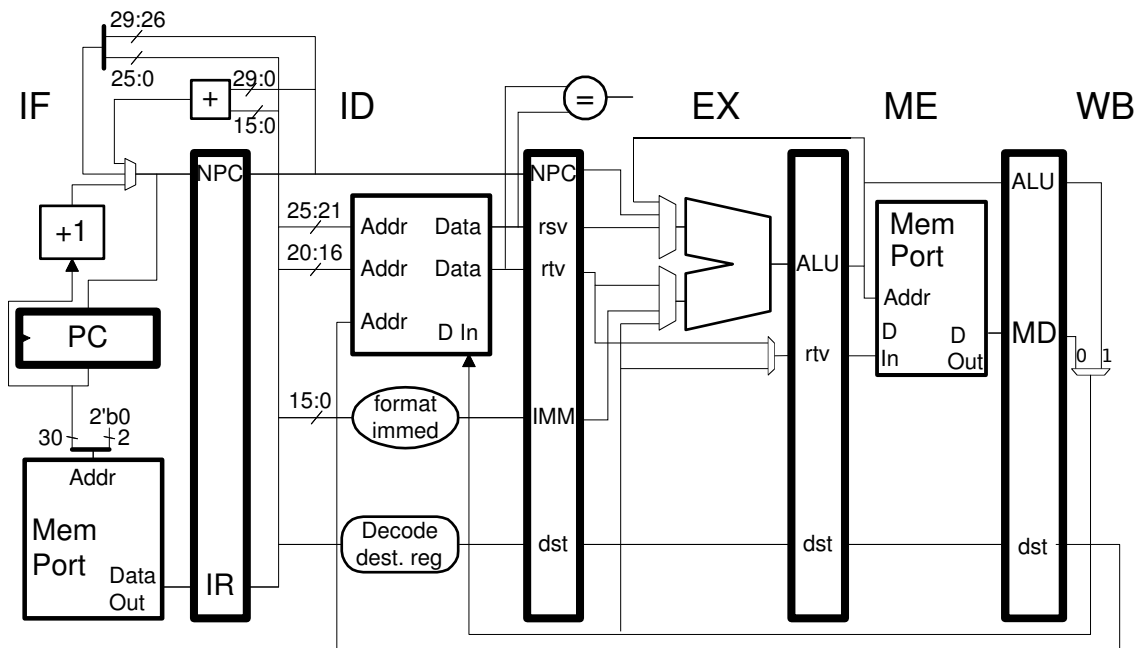 29:26
25:0
29:0
15:0
IF
ID
EX
ME
WB
+
=
NPC
NPC
ALU
+1
25:21
20:16
Addr
Data
Addr
Data
Addr
D In
rsv
rtv
ALU
Mem
Port
Addr
D
In
D
Out
PC
rtv
MD
0
1
15:0
format
immed
IMM
2'b0
30
2
Addr
Mem
Port
Data
Out
IR
Decode
dest. reg
dst
dst
dst